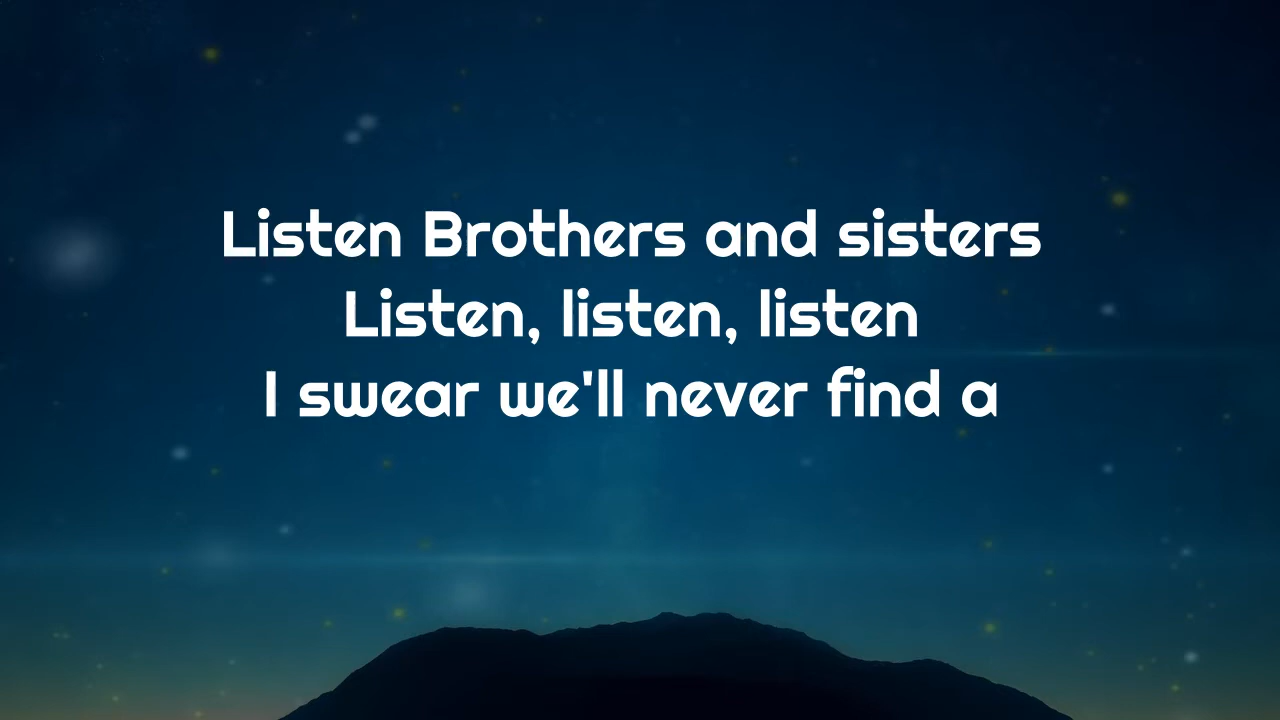 Listen Brothers and sisters
Listen, listen, listen
I swear we'll never find a